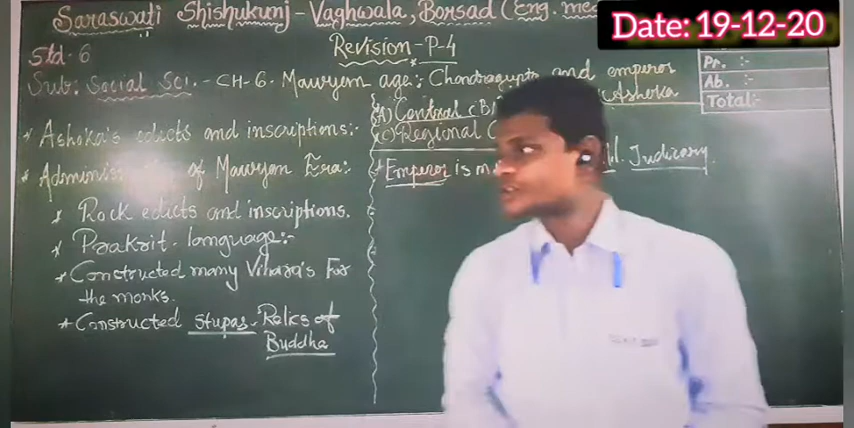 Saraswati Shishukunj - Vaghwala, Borsad (Eng. me
Date: 19-12-20
Std-6
Revision - P-4
Pr. :-
Sub: Social Sci. - CH-6. Mauryan age: Chandragupta and emperor
Ashoka
Ab. :-
Total:-
(A) Central (B)
(C) Regional
* Ashoka's edicts and inscriptions:-
* Administ of Mauryan Era:-
* Emperor is Judicary.
* Rock edicts and inscriptions.
* Prakrit language:-
* Constructed many Vihara's For
the monks.
* Constructed stupas - Relics of
Buddha